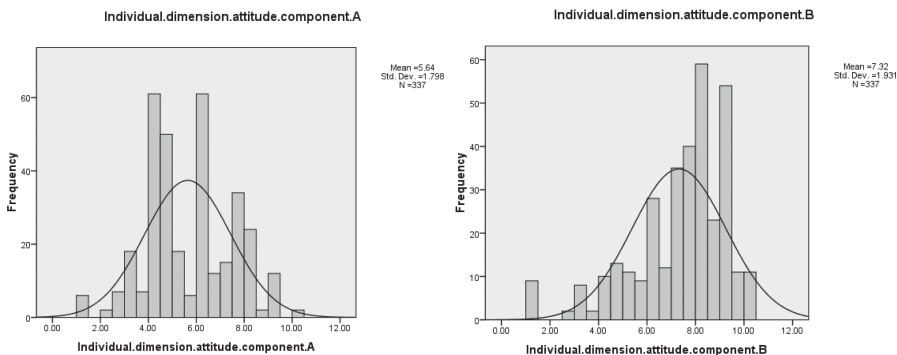 Individual.dimension.attitude.component.A
Mean =5.64
Std. Dev. =1.798
N =337
60
40
20
0
Frequency
0.00 2.00 4.00 6.00 8.00 10.00 12.00
Individual.dimension.attitude.component.A
Individual.dimension.attitude.component.B
Mean =7.32
Std. Dev. =1.931
N =337
60
50
40
30
20
10
0
Frequency
0.00 2.00 4.00 6.00 8.00 10.00 12.00
Individual.dimension.attitude.component.B